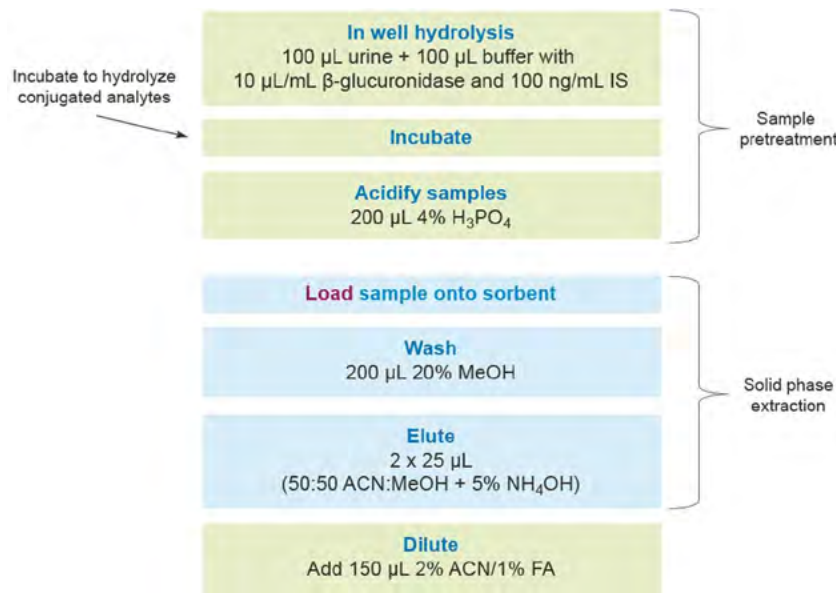 In well hydrolysis
100 µL urine + 100 µL buffer with
10 µL/mL β-glucuronidase and 100 ng/mL IS
Incubate to hydrolyze
conjugated analytes
Incubate
Sample
pretreatment
Acidify samples
200 µL 4% H₃PO₄
Load sample onto sorbent
Wash
200 µL 20% MeOH
Solid phase
extraction
Elute
2 x 25 µL
(50:50 ACN:MeOH + 5% NH₄OH)
Dilute
Add 150 µL 2% ACN/1% FA